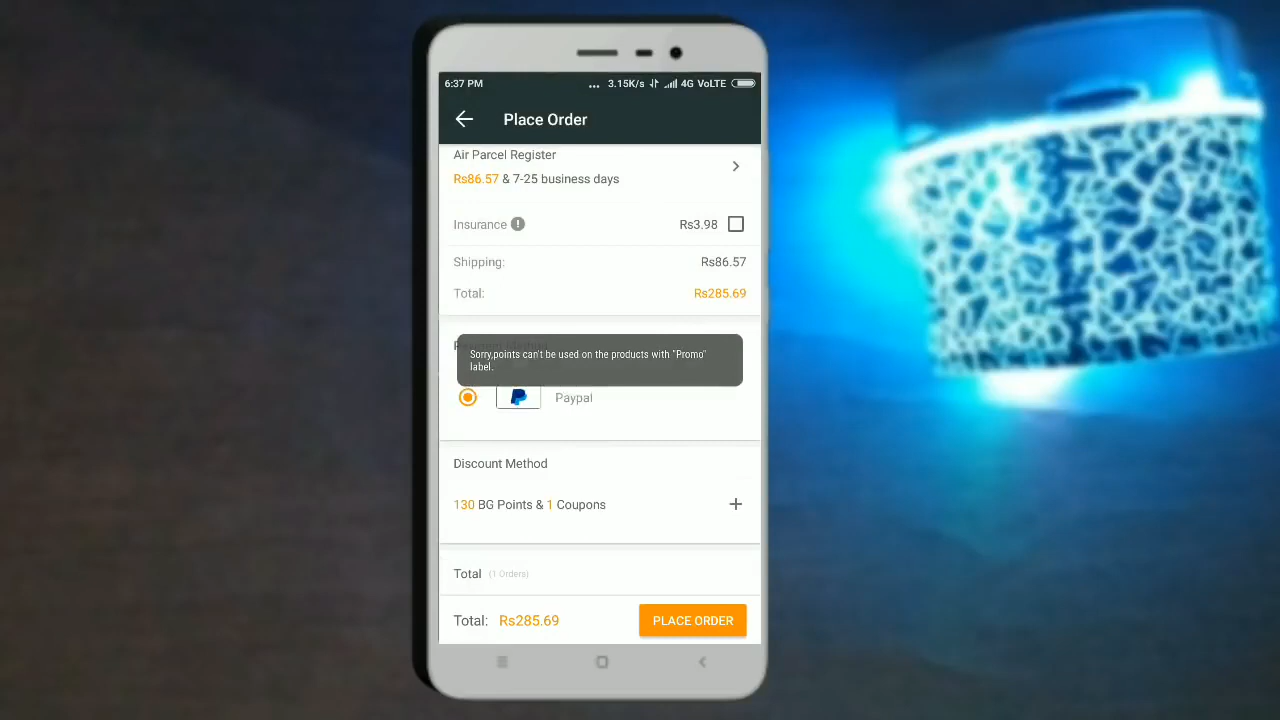 6:37 PM ... 3.15K/s 4G VoLTE
Place Order
Air Parcel Register
Rs86.57 & 7-25 business days
Insurance ! Rs3.98
Shipping: Rs86.57
Total: Rs285.69
Sorry,points can't be used on the products with "Promo"
label.
Paypal
Discount Method
130 BG Points & 1 Coupons
Total (1 Orders)
Total: Rs285.69 PLACE ORDER